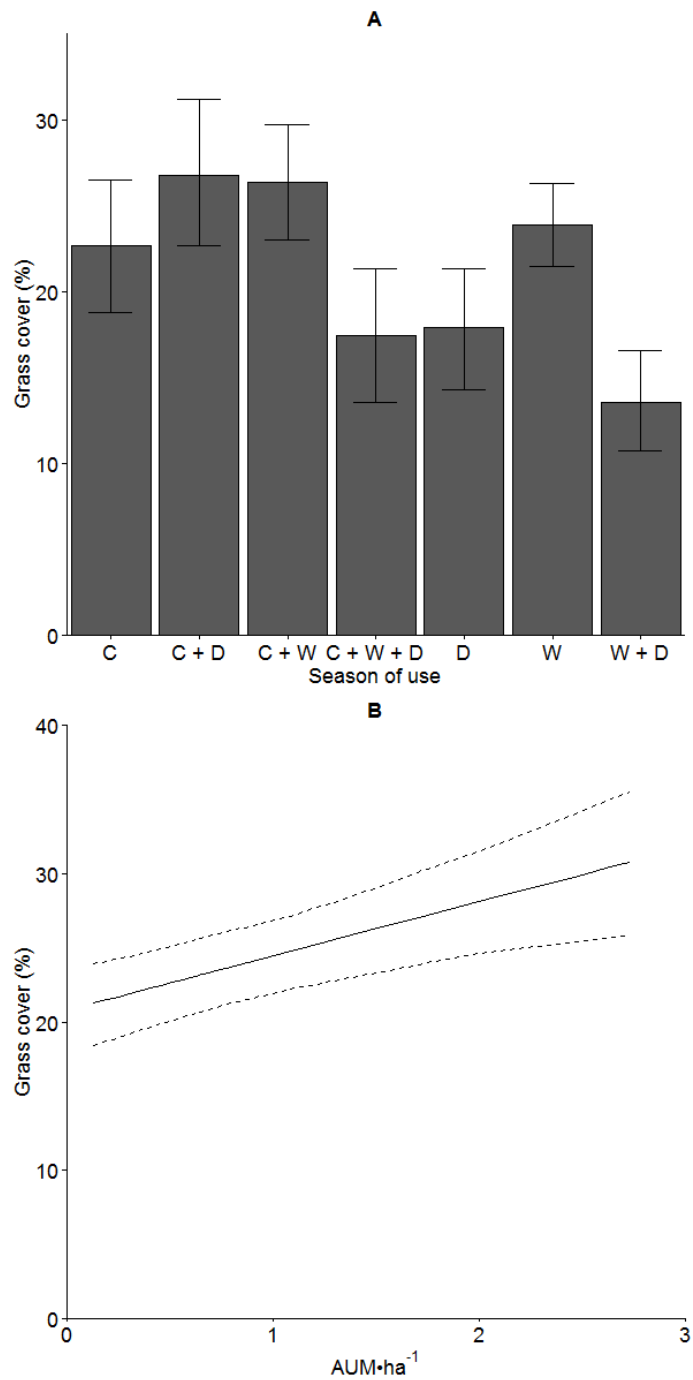 A
Grass cover (%)
30
20
10
0
C C + D C + W C + W + D D W W + D
Season of use
B
Grass cover (%)
40
30
20
10
0
0 1 2 3
AUM•ha⁻¹